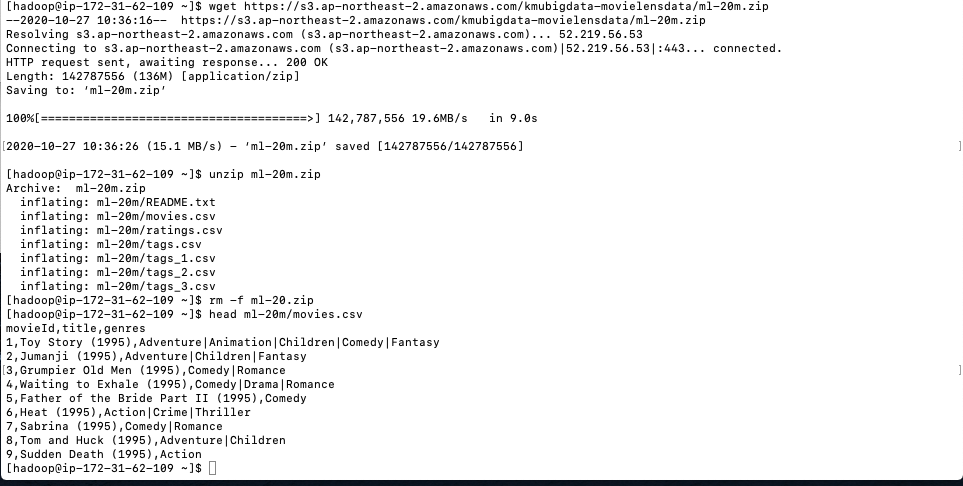 [hadoop@ip-172-31-62-109 ~]$ wget https://s3.ap-northeast-2.amazonaws.com/kmubigdata-movielensdata/ml-20m.zip
--2020-10-27 10:36:16--  https://s3.ap-northeast-2.amazonaws.com/kmubigdata-movielensdata/ml-20m.zip
Resolving s3.ap-northeast-2.amazonaws.com (s3.ap-northeast-2.amazonaws.com)... 52.219.56.53
Connecting to s3.ap-northeast-2.amazonaws.com (s3.ap-northeast-2.amazonaws.com)|52.219.56.53|:443... connected.
HTTP request sent, awaiting response... 200 OK
Length: 142787556 (136M) [application/zip]
Saving to: ‘ml-20m.zip’
100%[======================================>] 142,787,556 19.6MB/s   in 9.0s
2020-10-27 10:36:26 (15.1 MB/s) - ‘ml-20m.zip’ saved [142787556/142787556]
[hadoop@ip-172-31-62-109 ~]$ unzip ml-20m.zip
Archive:  ml-20m.zip
  inflating: ml-20m/README.txt
  inflating: ml-20m/movies.csv
  inflating: ml-20m/ratings.csv
  inflating: ml-20m/tags.csv
  inflating: ml-20m/tags_1.csv
  inflating: ml-20m/tags_2.csv
  inflating: ml-20m/tags_3.csv
[hadoop@ip-172-31-62-109 ~]$ rm -f ml-20.zip
[hadoop@ip-172-31-62-109 ~]$ head ml-20m/movies.csv
movieId,title,genres
1,Toy Story (1995),Adventure|Animation|Children|Comedy|Fantasy
2,Jumanji (1995),Adventure|Children|Fantasy
3,Grumpier Old Men (1995),Comedy|Romance
4,Waiting to Exhale (1995),Comedy|Drama|Romance
5,Father of the Bride Part II (1995),Comedy
6,Heat (1995),Action|Crime|Thriller
7,Sabrina (1995),Comedy|Romance
8,Tom and Huck (1995),Adventure|Children
9,Sudden Death (1995),Action
[hadoop@ip-172-31-62-109 ~]$